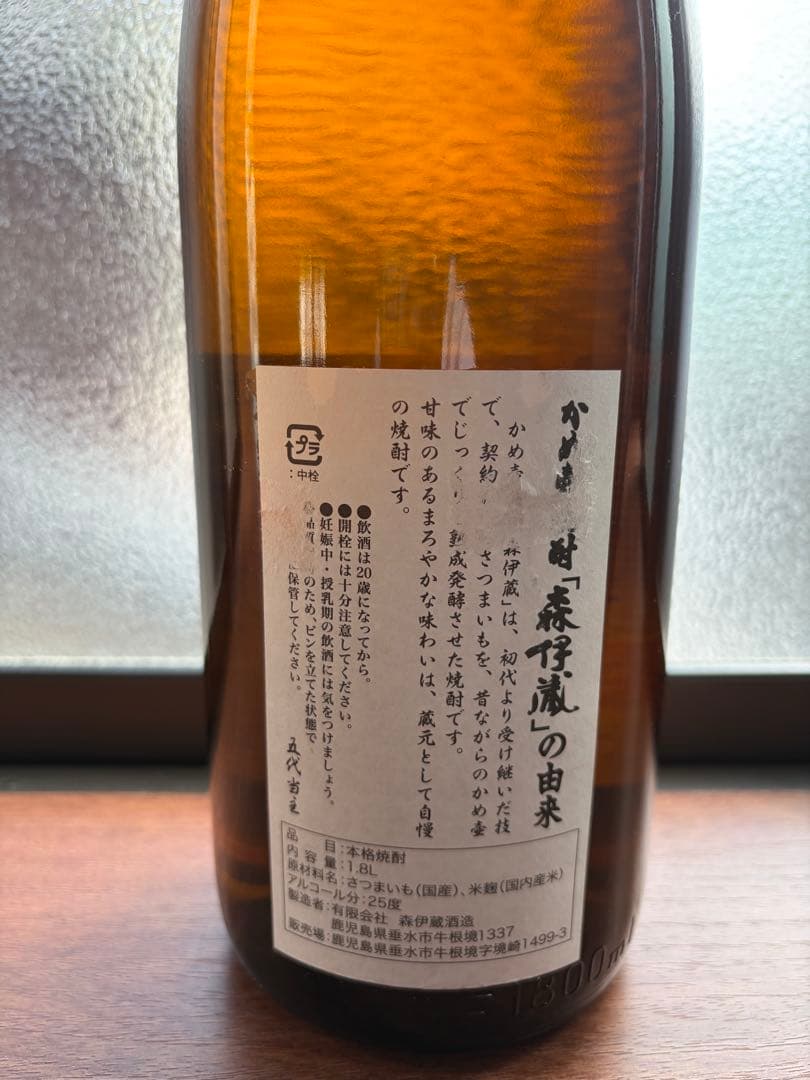 かめ壷 酎「森伊蔵」の由来
かめ壷 森伊蔵」は、初代より受け継いだ技
で、契約 さつまいもを、昔ながらのかめ壷
でじっくり 熟成発酵させた焼酎です。
甘味のあるまろやかな味わいは、蔵元として自慢
の焼酎です。
プラ
:中栓
●飲酒は20歳になってから。
●開栓には十分注意してください。
●妊娠中・授乳期の飲酒には気をつけましょう。
品質 のため、ビンを立てた状態で
保管してください。
五代当主
品目:本格焼酎
内容量:1.8L
原材料名:さつまいも(国産)、米麹(国内産米)
アルコール分:25度
製造者:有限会社 森伊蔵酒造
鹿児島県垂水市牛根境1337
販売場:鹿児島県垂水市牛根境字境崎1499-3
1800ml